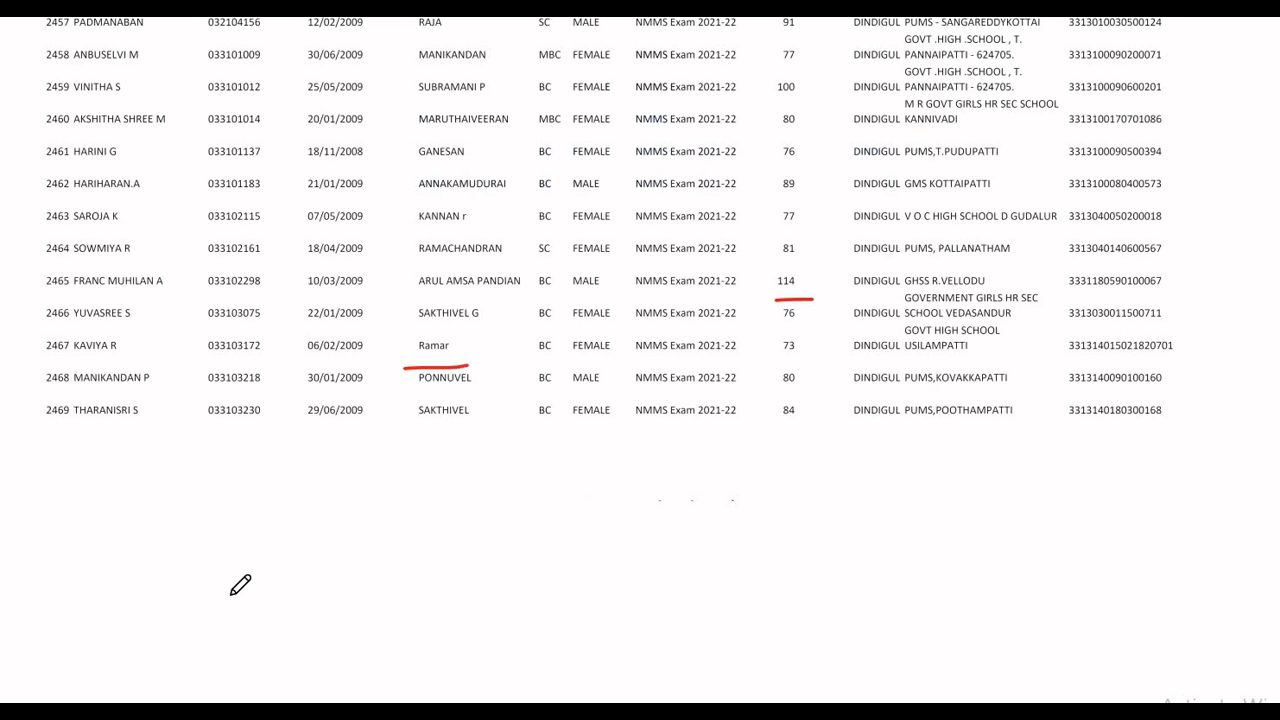 2457 PADMANABAN 032104156 12/02/2009 RAJA SC MALE NMMS Exam 2021-22 91 DINDIGUL PUMS - SANGAREDDYKOTTAI 3313010030500124
GOVT .HIGH .SCHOOL , T.
2458 ANBUSELVI M 033101009 30/06/2009 MANIKANDAN MBC FEMALE NMMS Exam 2021-22 77 DINDIGUL PANNAIPATTI - 624705. 3313100090200071
GOVT .HIGH .SCHOOL , T.
2459 VINITHA S 033101012 25/05/2009 SUBRAMANI P BC FEMALE NMMS Exam 2021-22 100 DINDIGUL PANNAIPATTI - 624705. 3313100090600201
M R GOVT GIRLS HR SEC SCHOOL
2460 AKSHITHA SHREE M 033101014 20/01/2009 MARUTHAIVEERAN MBC FEMALE NMMS Exam 2021-22 80 DINDIGUL KANNIVADI 3313100170701086
2461 HARINI G 033101137 18/11/2008 GANESAN BC FEMALE NMMS Exam 2021-22 76 DINDIGUL PUMS,T.PUDUPATTI 3313100090500394
2462 HARIHARAN.A 033101183 21/01/2009 ANNAKAMUDURAI BC MALE NMMS Exam 2021-22 89 DINDIGUL GMS KOTTAIPATTI 3313100080400573
2463 SAROJA K 033102115 07/05/2009 KANNAN r BC FEMALE NMMS Exam 2021-22 77 DINDIGUL V O C HIGH SCHOOL D GUDALUR 3313040050200018
2464 SOWMIYA R 033102161 18/04/2009 RAMACHANDRAN SC FEMALE NMMS Exam 2021-22 81 DINDIGUL PUMS, PALLANATHAM 3313040140600567
2465 FRANC MUHILAN A 033102298 10/03/2009 ARUL AMSA PANDIAN BC MALE NMMS Exam 2021-22 114 DINDIGUL GHSS R.VELLODU 3331180590100067
GOVERNMENT GIRLS HR SEC
2466 YUVASREE S 033103075 22/01/2009 SAKTHIVEL G BC FEMALE NMMS Exam 2021-22 76 DINDIGUL SCHOOL VEDASANDUR 3313030011500711
GOVT HIGH SCHOOL
2467 KAVIYA R 033103172 06/02/2009 Ramar BC FEMALE NMMS Exam 2021-22 73 DINDIGUL USILAMPATTI 331314015021820701
2468 MANIKANDAN P 033103218 30/01/2009 PONNUVEL BC MALE NMMS Exam 2021-22 80 DINDIGUL PUMS,KOVAKKAPATTI 3313140090100160
2469 THARANISRI S 033103230 29/06/2009 SAKTHIVEL BC FEMALE NMMS Exam 2021-22 84 DINDIGUL PUMS,POOTHAMPATTI 3313140180300168